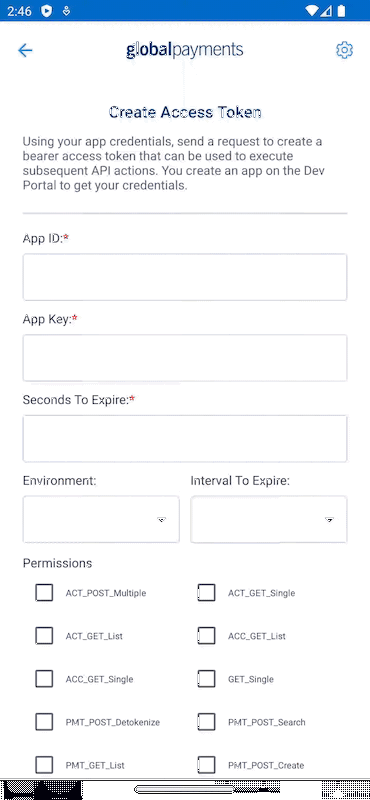 2:46
globalpayments
Create Access Token
Using your app credentials, send a request to create a
bearer access token that can be used to execute
subsequent API actions. You create an app on the Dev
Portal to get your credentials.
App ID:*
App Key:*
Seconds To Expire:*
Environment: Interval To Expire:
Permissions
ACT_POST_Multiple ACT_GET_Single
ACT_GET_List ACC_GET_List
ACC_GET_Single GET_Single
PMT_POST_Detokenize PMT_POST_Search
PMT_GET_List PMT_POST_Create